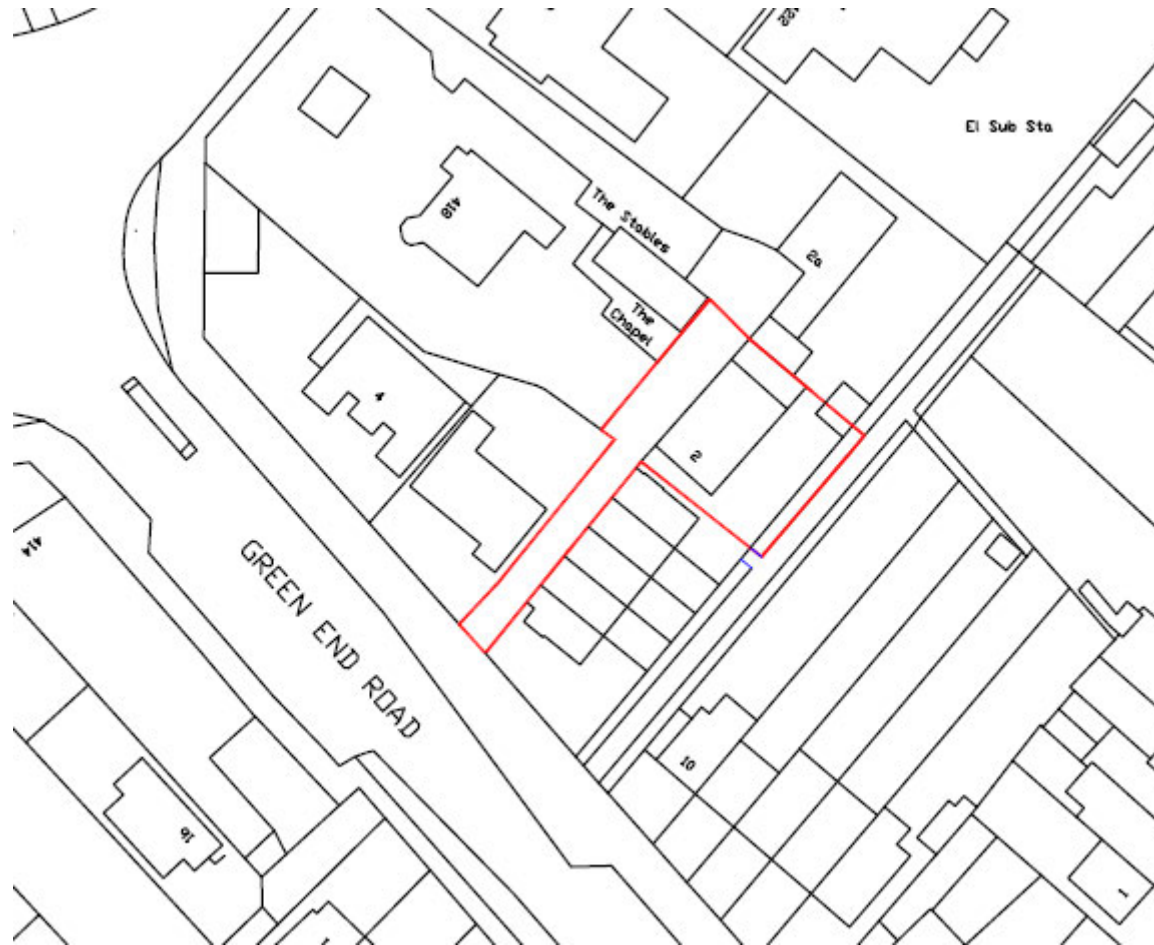 El Sub Sta
The Stables
418
2a
The
Chapel
4
2
414
GREEN END ROAD
10
16
1